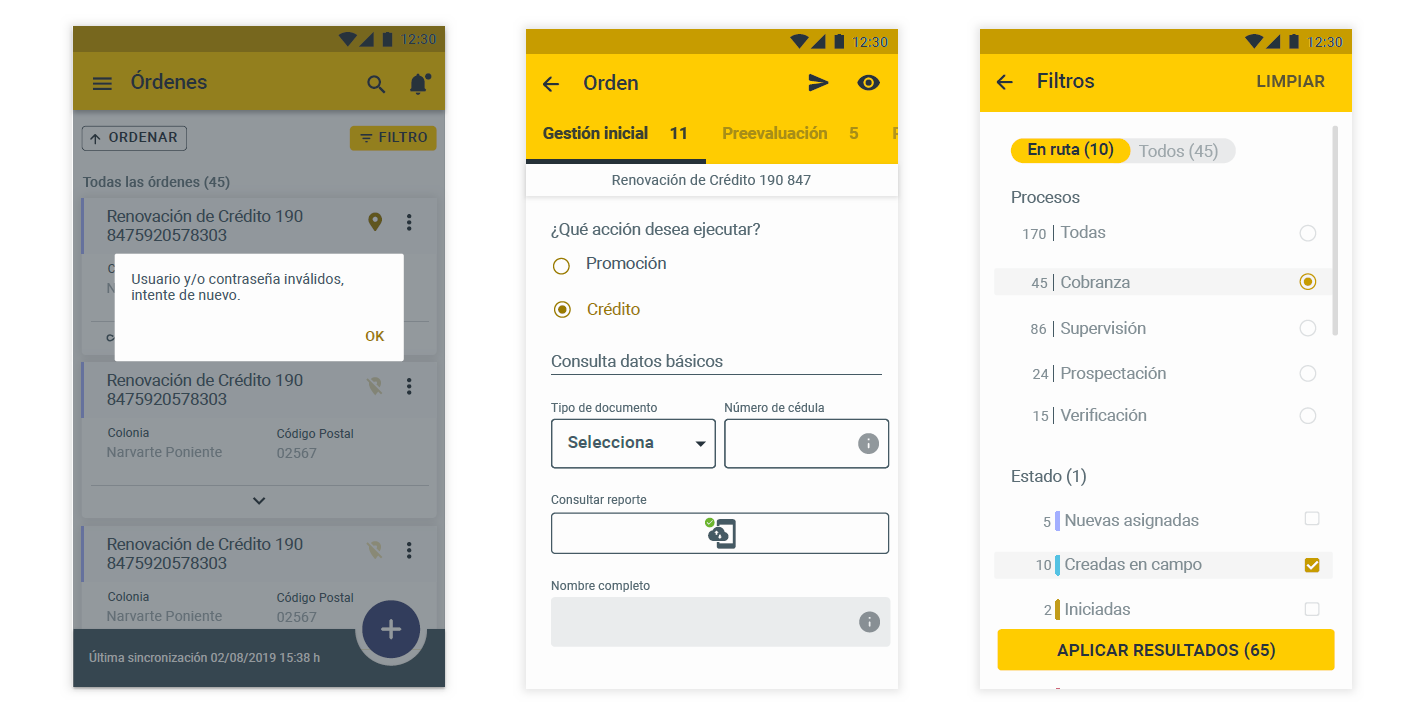 12:30
Órdenes
ORDENAR
FILTRO
Todas las órdenes (45)
Renovación de Crédito 190
8475920578303
Usuario y/o contraseña inválidos,
intente de nuevo.
OK
Renovación de Crédito 190
8475920578303
Colonia
Código Postal
Narvarte Poniente
02567
Renovación de Crédito 190
8475920578303
Colonia
Código Postal
Narvarte Poniente
02567
Última sincronización 02/08/2019 15:38 h
12:30
Orden
Gestión inicial 11
Preevaluación 5
Renovación de Crédito 190 847
¿Qué acción desea ejecutar?
Promoción
Crédito
Consulta datos básicos
Tipo de documento
Número de cédula
Selecciona
Consultar reporte
Nombre completo
12:30
Filtros
LIMPIAR
En ruta (10)
Todos (45)
Procesos
170 Todas
45 Cobranza
86 Supervisión
24 Prospectación
15 Verificación
Estado (1)
5 Nuevas asignadas
10 Creadas en campo
2 Iniciadas
APLICAR RESULTADOS (65)